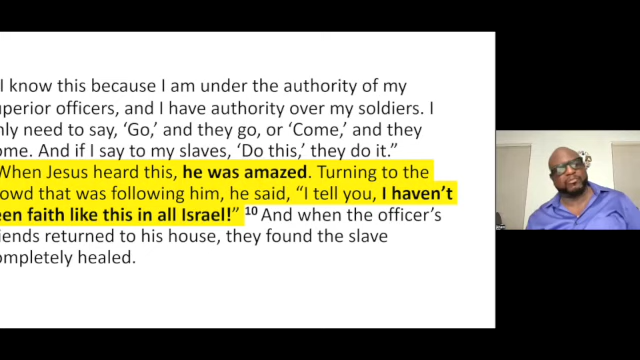 I know this because I am under the authority of my
uperior officers, and I have authority over my soldiers. I
nly need to say, ‘Go,’ and they go, or ‘Come,’ and they
ome. And if I say to my slaves, ‘Do this,’ they do it.”
When Jesus heard this, he was amazed. Turning to the
rowd that was following him, he said, “I tell you, I haven’t
een faith like this in all Israel!” ¹⁰ And when the officer’s
iends returned to his house, they found the slave
ompletely healed.